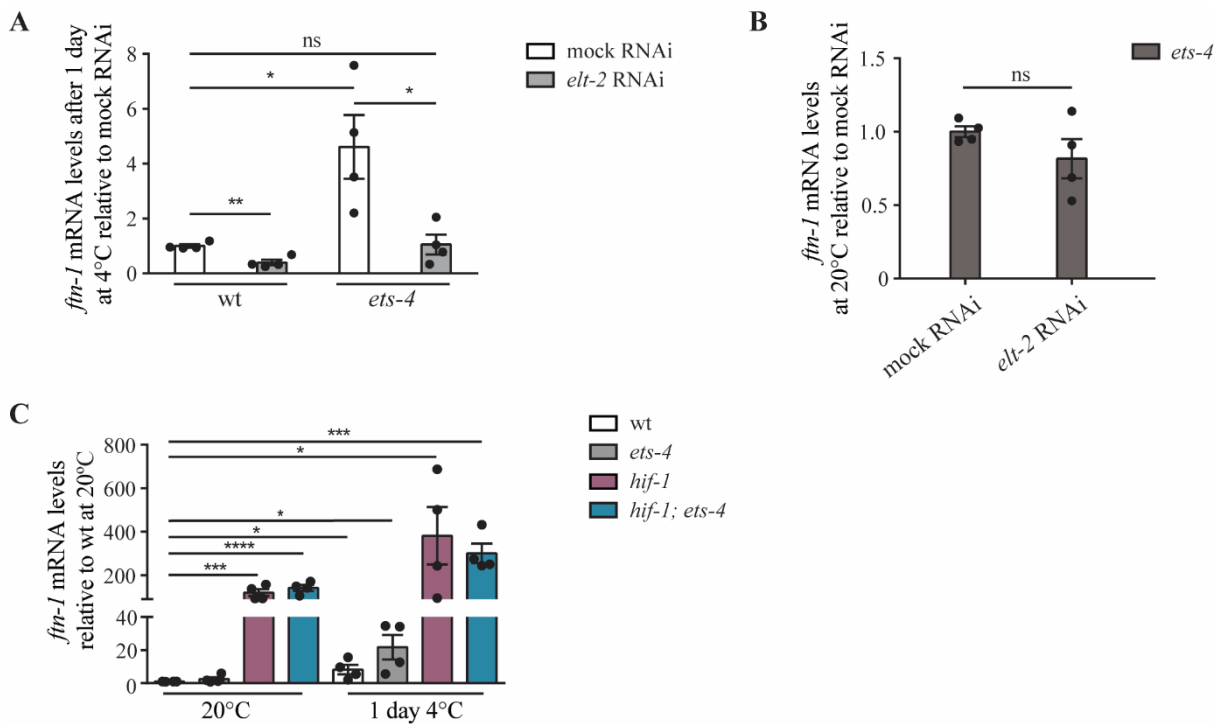 A
ftn-1 mRNA levels after 1 day
at 4°C relative to mock RNAi
8
6
4
2
0
ns
*
*
**
wt
ets-4
mock RNAi
elt-2 RNAi
B
ftn-1 mRNA levels
at 20°C relative to mock RNAi
1.5
1.0
0.5
0
ns
mock RNAi
elt-2 RNAi
ets-4
C
ftn-1 mRNA levels
relative to wt at 20°C
800
600
400
200
40
20
0
***
*
*
*
****
***
20°C
1 day 4°C
wt
ets-4
hif-1
hif-1; ets-4